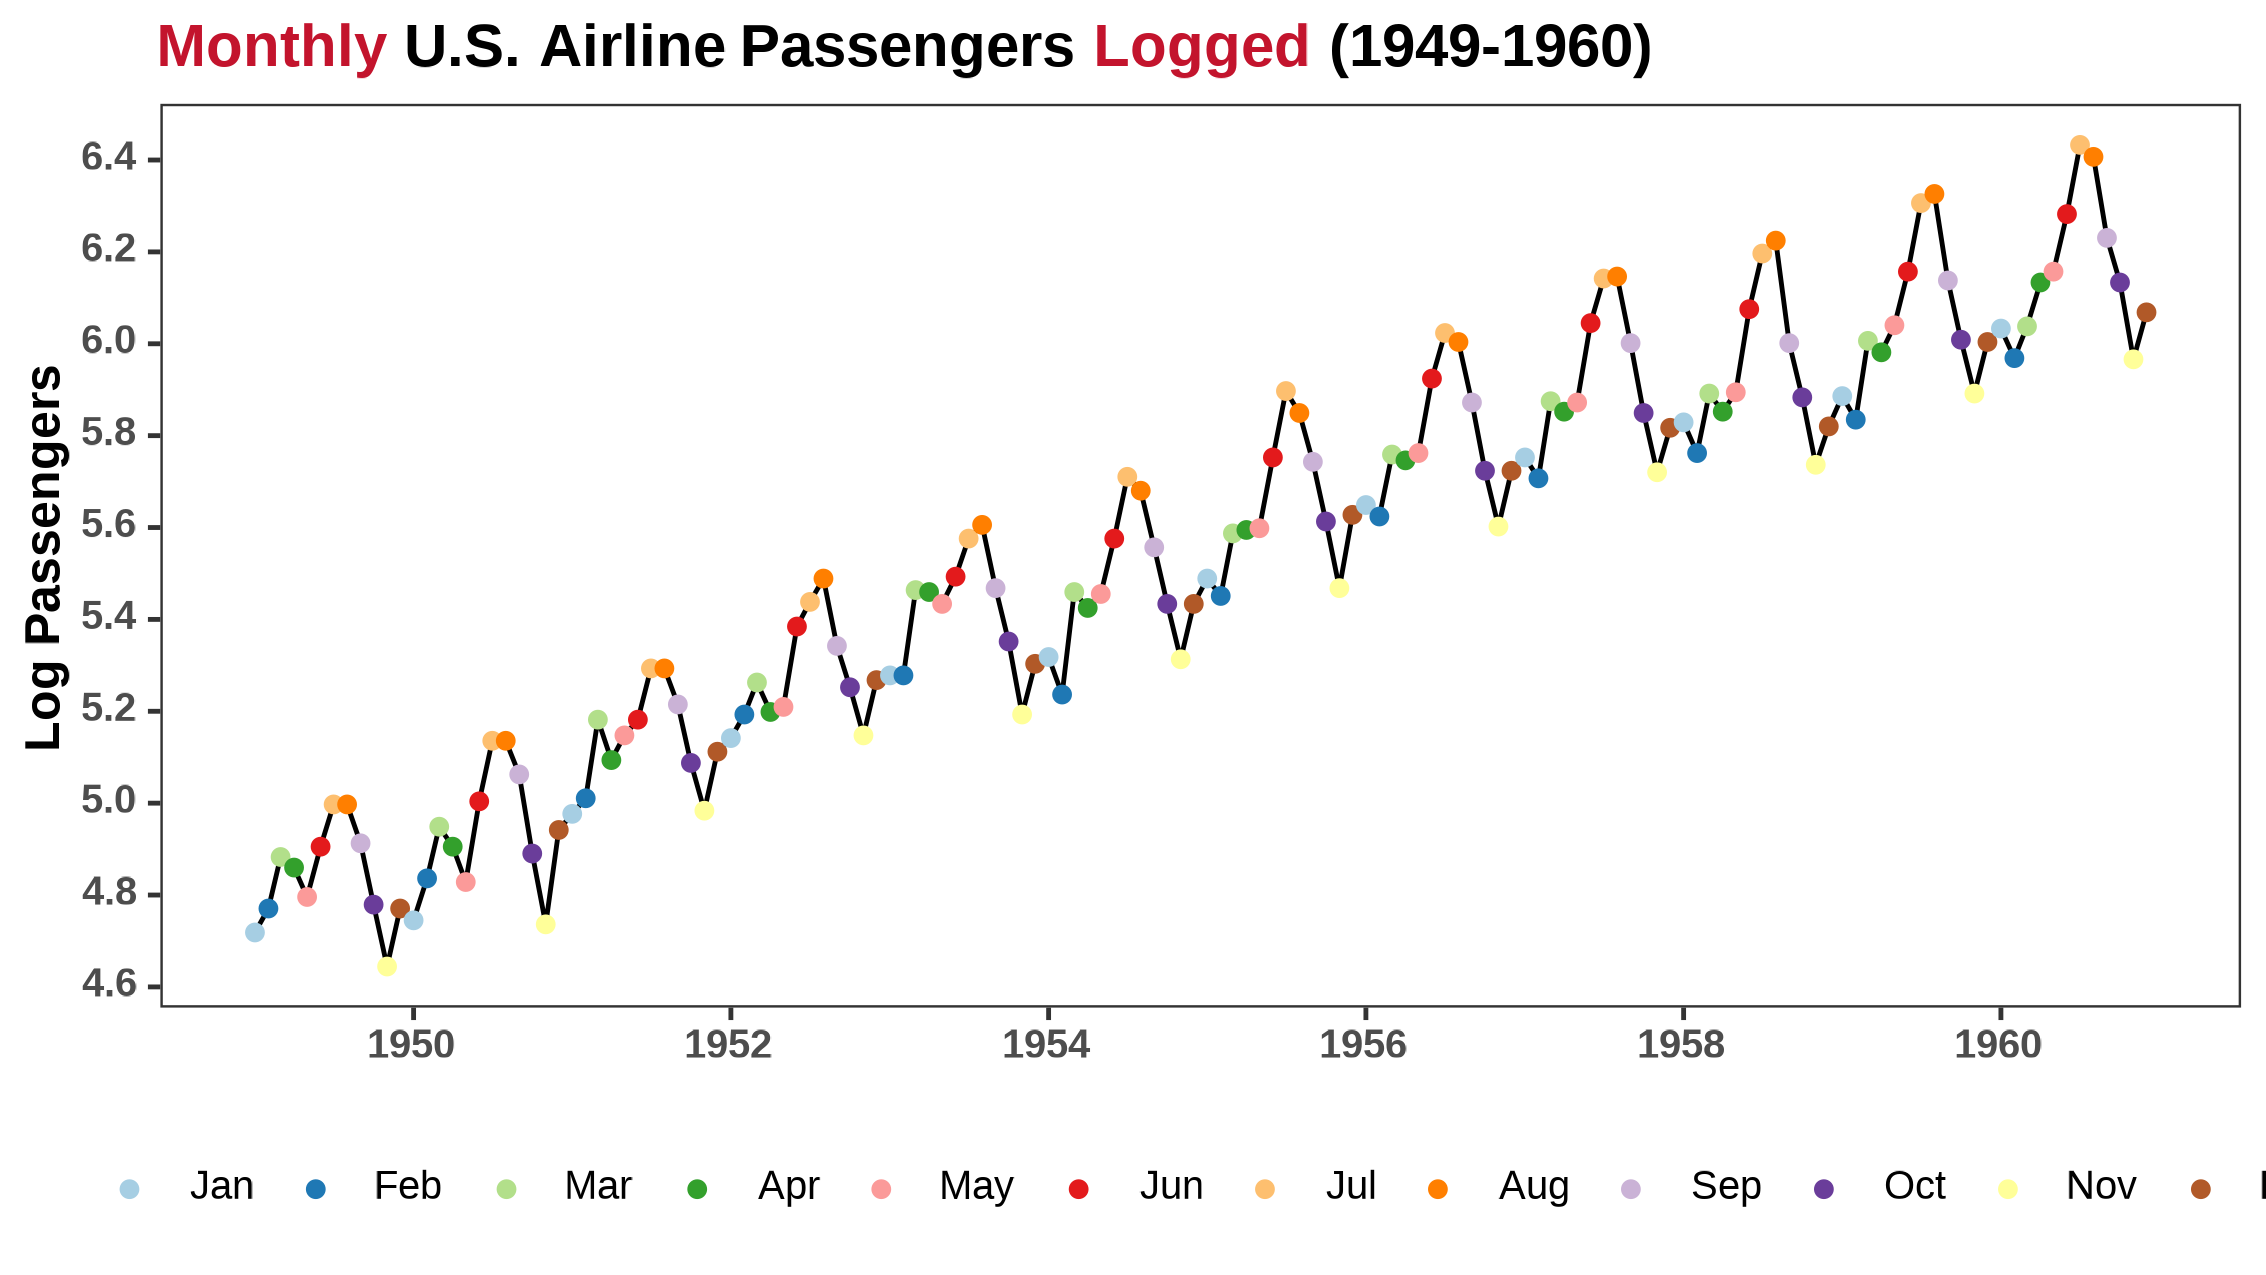 Monthly U.S. Airline Passengers Logged (1949-1960)
Log Passengers
6.4
6.2
6.0
5.8
5.6
5.4
5.2
5.0
4.8
4.6
1950 1952 1954 1956 1958 1960
Jan Feb Mar Apr May Jun Jul Aug Sep Oct Nov